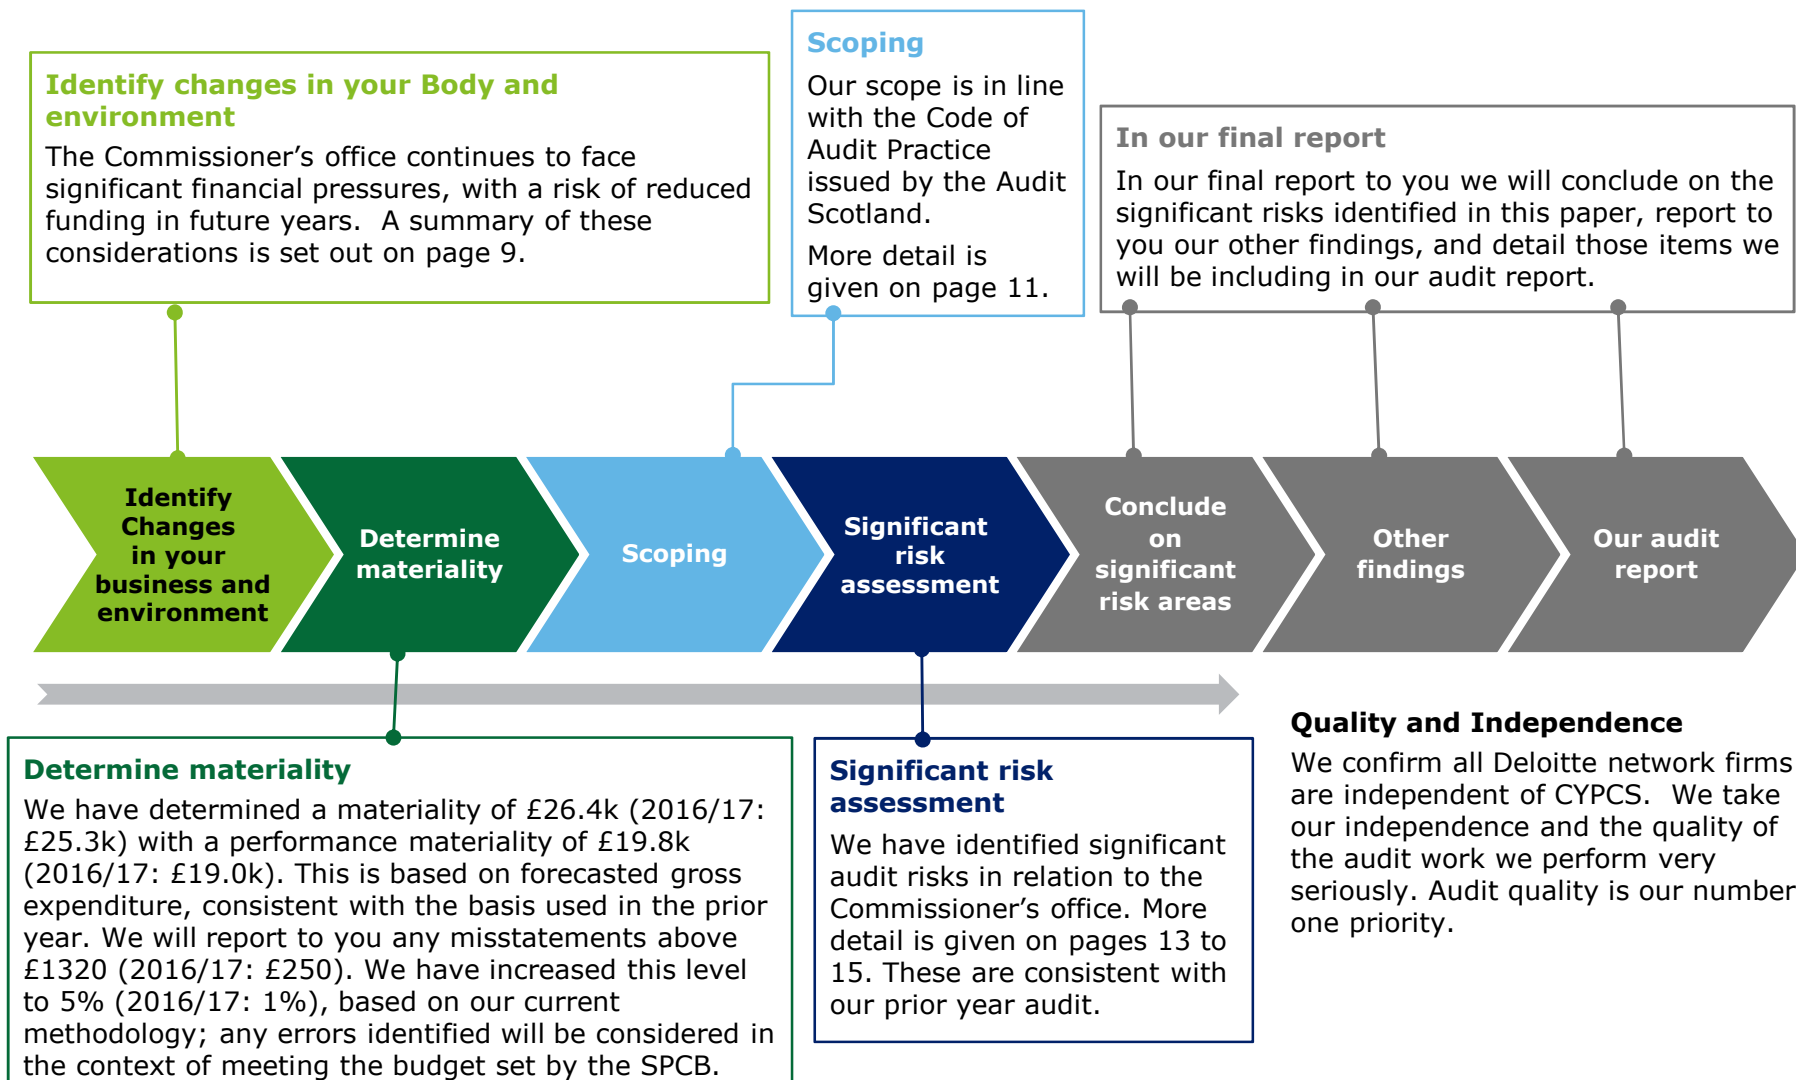 Identify changes in your Body and
environment
The Commissioner’s office continues to face
significant financial pressures, with a risk of reduced
funding in future years.  A summary of these
considerations is set out on page 9.
Scoping
Our scope is in line
with the Code of
Audit Practice
issued by the Audit
Scotland.
More detail is
given on page 11.
In our final report
In our final report to you we will conclude on the
significant risks identified in this paper, report to
you our other findings, and detail those items we
will be including in our audit report.
Identify
Changes
in your
business and
environment
Determine
materiality
Scoping
Significant
risk
assessment
Conclude
on
significant
risk areas
Other
findings
Our audit
report
Determine materiality
We have determined a materiality of £26.4k (2016/17:
£25.3k) with a performance materiality of £19.8k
(2016/17: £19.0k). This is based on forecasted gross
expenditure, consistent with the basis used in the prior
year. We will report to you any misstatements above
£1320 (2016/17: £250). We have increased this level
to 5% (2016/17: 1%), based on our current
methodology; any errors identified will be considered in
the context of meeting the budget set by the SPCB.
Significant risk
assessment
We have identified significant
audit risks in relation to the
Commissioner’s office. More
detail is given on pages 13 to
15. These are consistent with
our prior year audit.
Quality and Independence
We confirm all Deloitte network firms
are independent of CYPCS.  We take
our independence and the quality of
the audit work we perform very
seriously. Audit quality is our number
one priority.